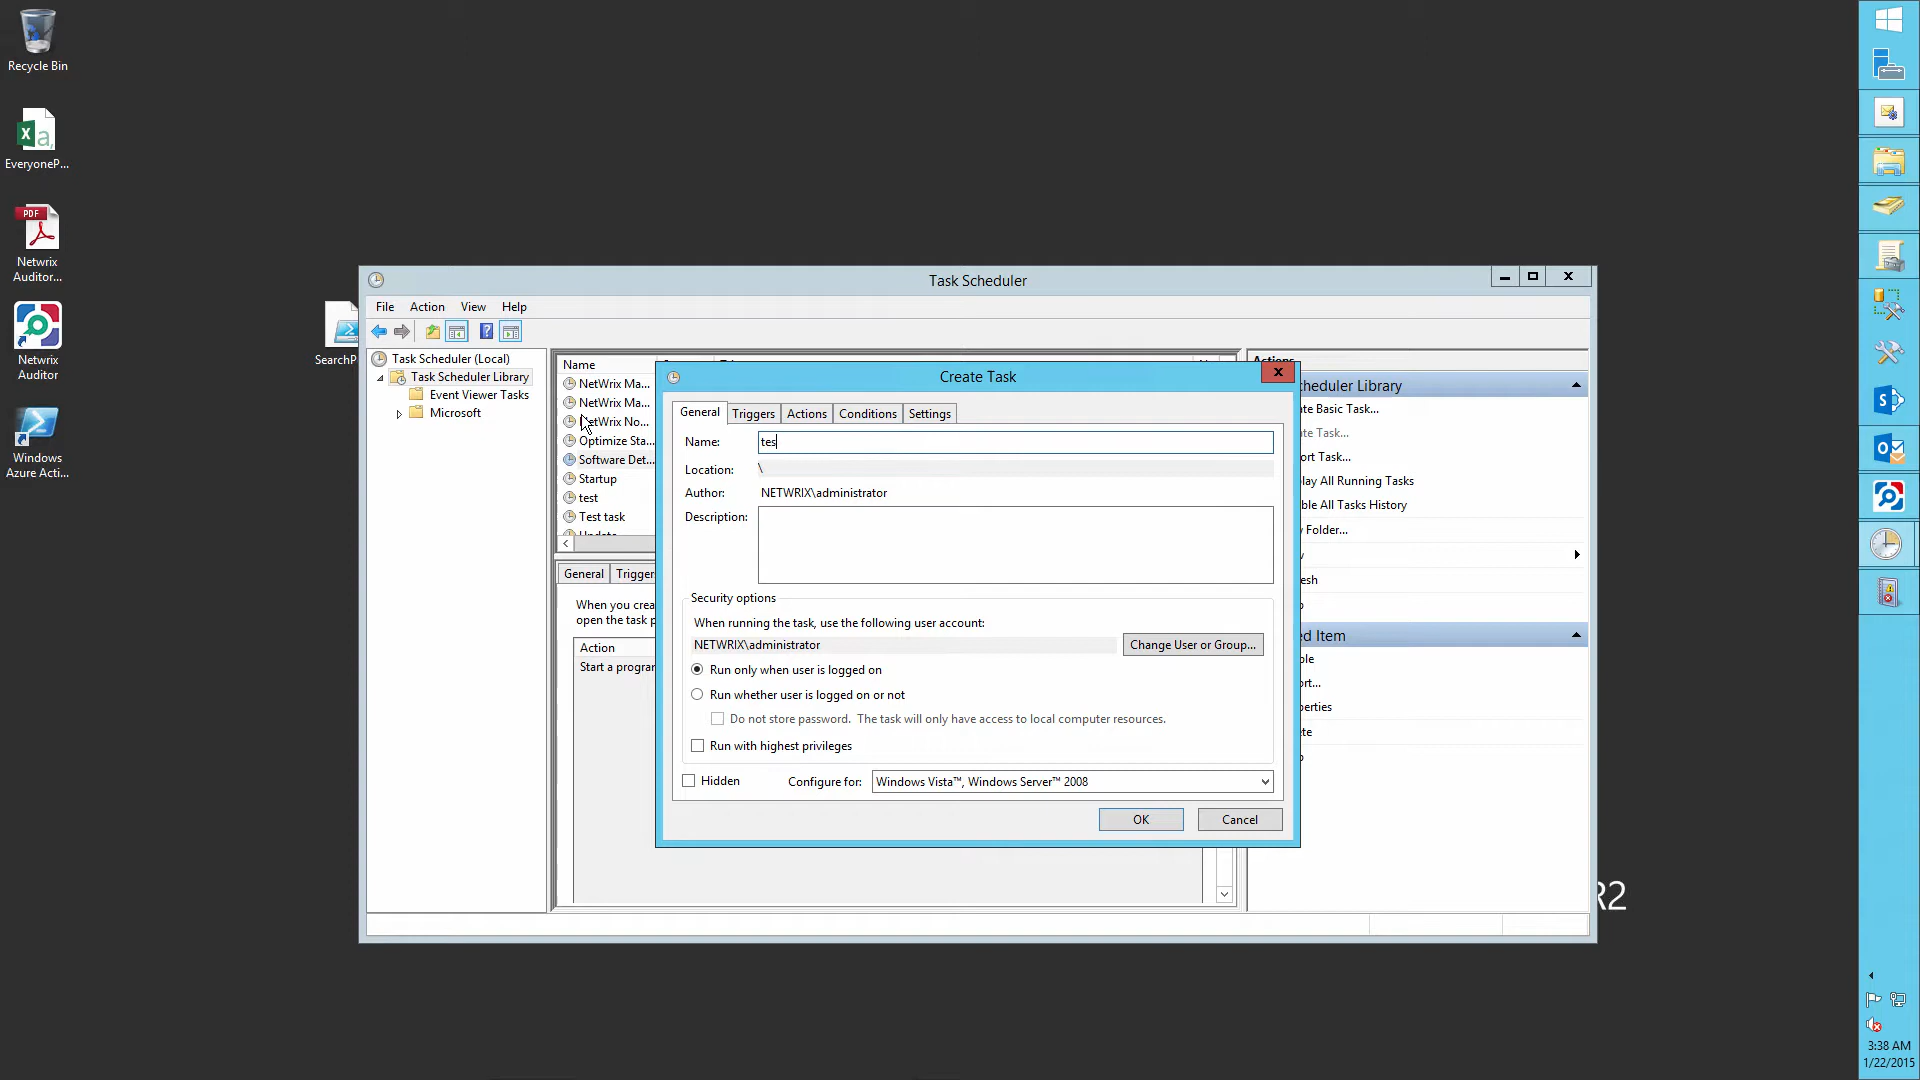 Recycle Bin
EveryoneP...
Netwrix
Auditor...
Netwrix
Auditor
Windows
Azure Acti...
SearchP
Task Scheduler
File Action View Help
Task Scheduler (Local)
Task Scheduler Library
Event Viewer Tasks
Microsoft
Name
NetWrix Ma...
NetWrix Ma...
NetWrix No...
Optimize Sta...
Software Det...
Startup
test
Test task
Update
General Triggers
When you crea
open the task p
Action
Start a program
Create Task
General Triggers Actions Conditions Settings
Name: tes
Location: \
Author: NETWRIX\administrator
Description:
Security options
When running the task, use the following user account:
NETWRIX\administrator
Change User or Group...
Run only when user is logged on
Run whether user is logged on or not
Do not store password. The task will only have access to local computer resources.
Run with highest privileges
Hidden
Configure for: Windows Vista™, Windows Server™ 2008
OK Cancel
Actions
cheduler Library
te Basic Task...
te Task...
ort Task...
lay All Running Tasks
ble All Tasks History
Folder...
esh
ed Item
ble
ort...
perties
te
R2
3:38 AM
1/22/2015